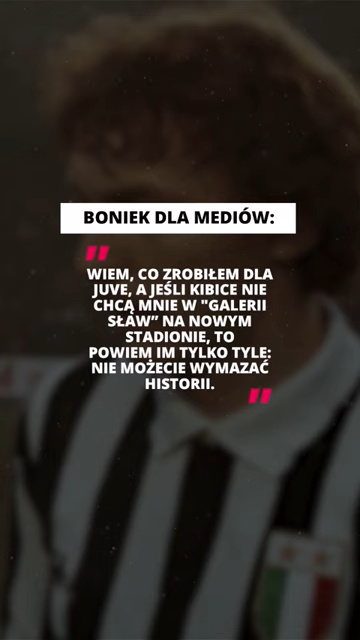 BONIEK DLA MEDIÓW:
WIEM, CO ZROBIŁEM DLA
JUVE, A JEŚLI KIBICE NIE
CHCĄ MNIE W "GALERII
SŁAW” NA NOWYM
STADIONIE, TO
POWIEM IM TYLKO TYLE:
NIE MOŻECIE WYMAZAĆ
HISTORII.